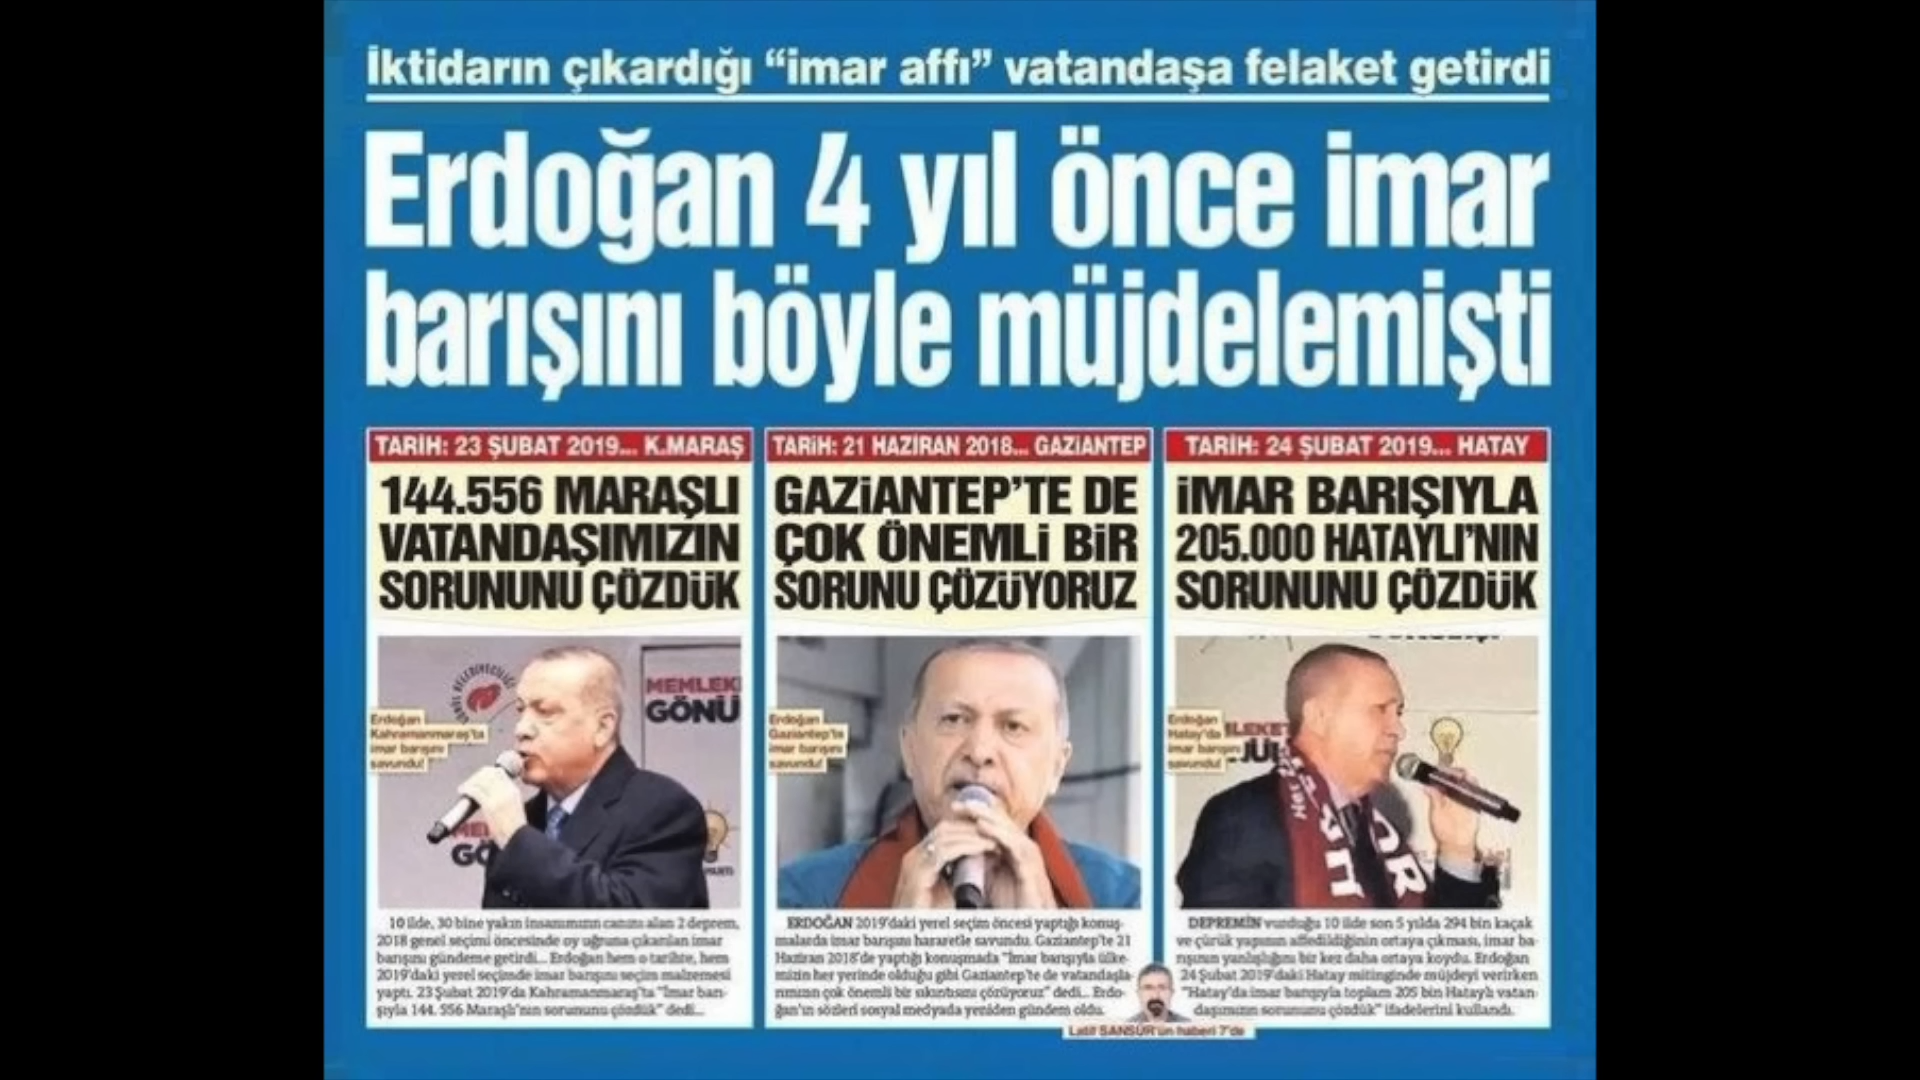 İktidarın çıkardığı “imar affı” vatandaşa felaket getirdi
Erdoğan 4 yıl önce imar
barışını böyle müjdelemişti
TARİH: 23 ŞUBAT 2019... K.MARAŞ
144.556 MARAŞLI
VATANDAŞIMIZIN
SORUNUNU ÇÖZDÜK
MEMLEK
GÖNÜ
Erdoğan
Kahramanmaraş'ta
imar barışını
savundu!
GÖ
10 ilde, 30 bine yakın insanımızın canını alan 2 deprem,
2018 genel seçimi öncesinde oy uğruna çıkarılan imar
barışını gündeme getirdi... Erdoğan hem o tarihte, hem
2019'daki yerel seçimde imar barışını seçim malzemesi
yaptı. 23 Şubat 2019'da Kahramanmaraş'ta “İmar barı-
şıyla 144. 556 Maraşlı'nın sorununu çözdük” dedi...
TARİH: 21 HAZİRAN 2018... GAZİANTEP
GAZİANTEP'TE DE
ÇOK ÖNEMLİ BİR
SORUNU ÇÖZÜYORUZ
Erdoğan
Gaziantep'te
imar barışını
savundu!
ERDOĞAN 2019'daki yerel seçim öncesi yaptığı konuş-
malarda imar barışını hararetle savundu. Gaziantep'te 21
Haziran 2018'de yaptığı konuşmada “İmar barışıyla ülke-
mizin her yerinde olduğu gibi Gaziantep'te de vatandaşla-
rımızın çok önemli bir sıkıntısını çözüyoruz” dedi... Erdo-
ğan'ın sözleri sosyal medyada yeniden gündem oldu.
Latif SANSÜR'ün haberi 7'de
TARİH: 24 ŞUBAT 2019... HATAY
İMAR BARIŞIYLA
205.000 HATAYLI'NIN
SORUNUNU ÇÖZDÜK
Erdoğan
Hatay'da
imar barışını
savundu!
DEPREMİN vurduğu 10 ilde son 5 yılda 294 bin kaçak
ve çürük yapının affedildiğinin ortaya çıkması, imar ba-
rışının yanlışlığını bir kez daha ortaya koydu. Erdoğan
24 Şubat 2019'daki Hatay mitinginde müjdeyi verirken
“Hatay'da imar barışıyla toplam 205 bin Hataylı vatan-
daşımızın sorununu çözdük” ifadelerini kullandı.